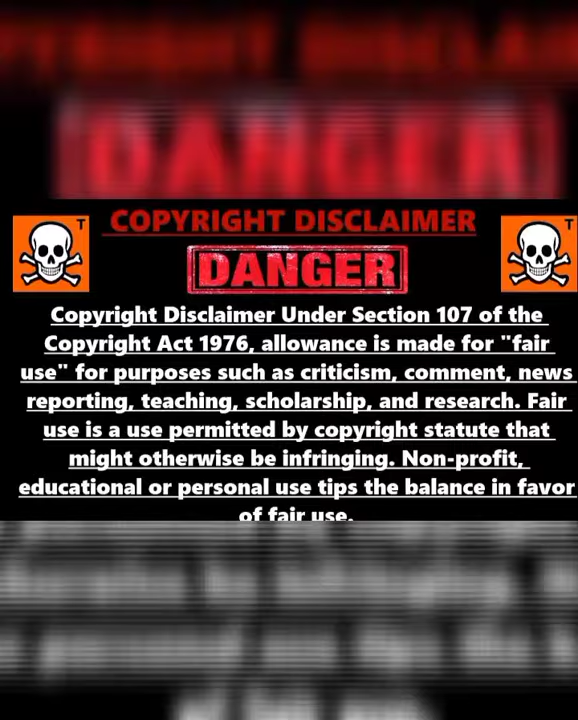 T COPYRIGHT DISCLAIMER T
DANGER
Copyright Disclaimer Under Section 107 of the
Copyright Act 1976, allowance is made for "fair
use" for purposes such as criticism, comment, news
reporting, teaching, scholarship, and research. Fair
use is a use permitted by copyright statute that
might otherwise be infringing. Non-profit,
educational or personal use tips the balance in favor
of fair use.